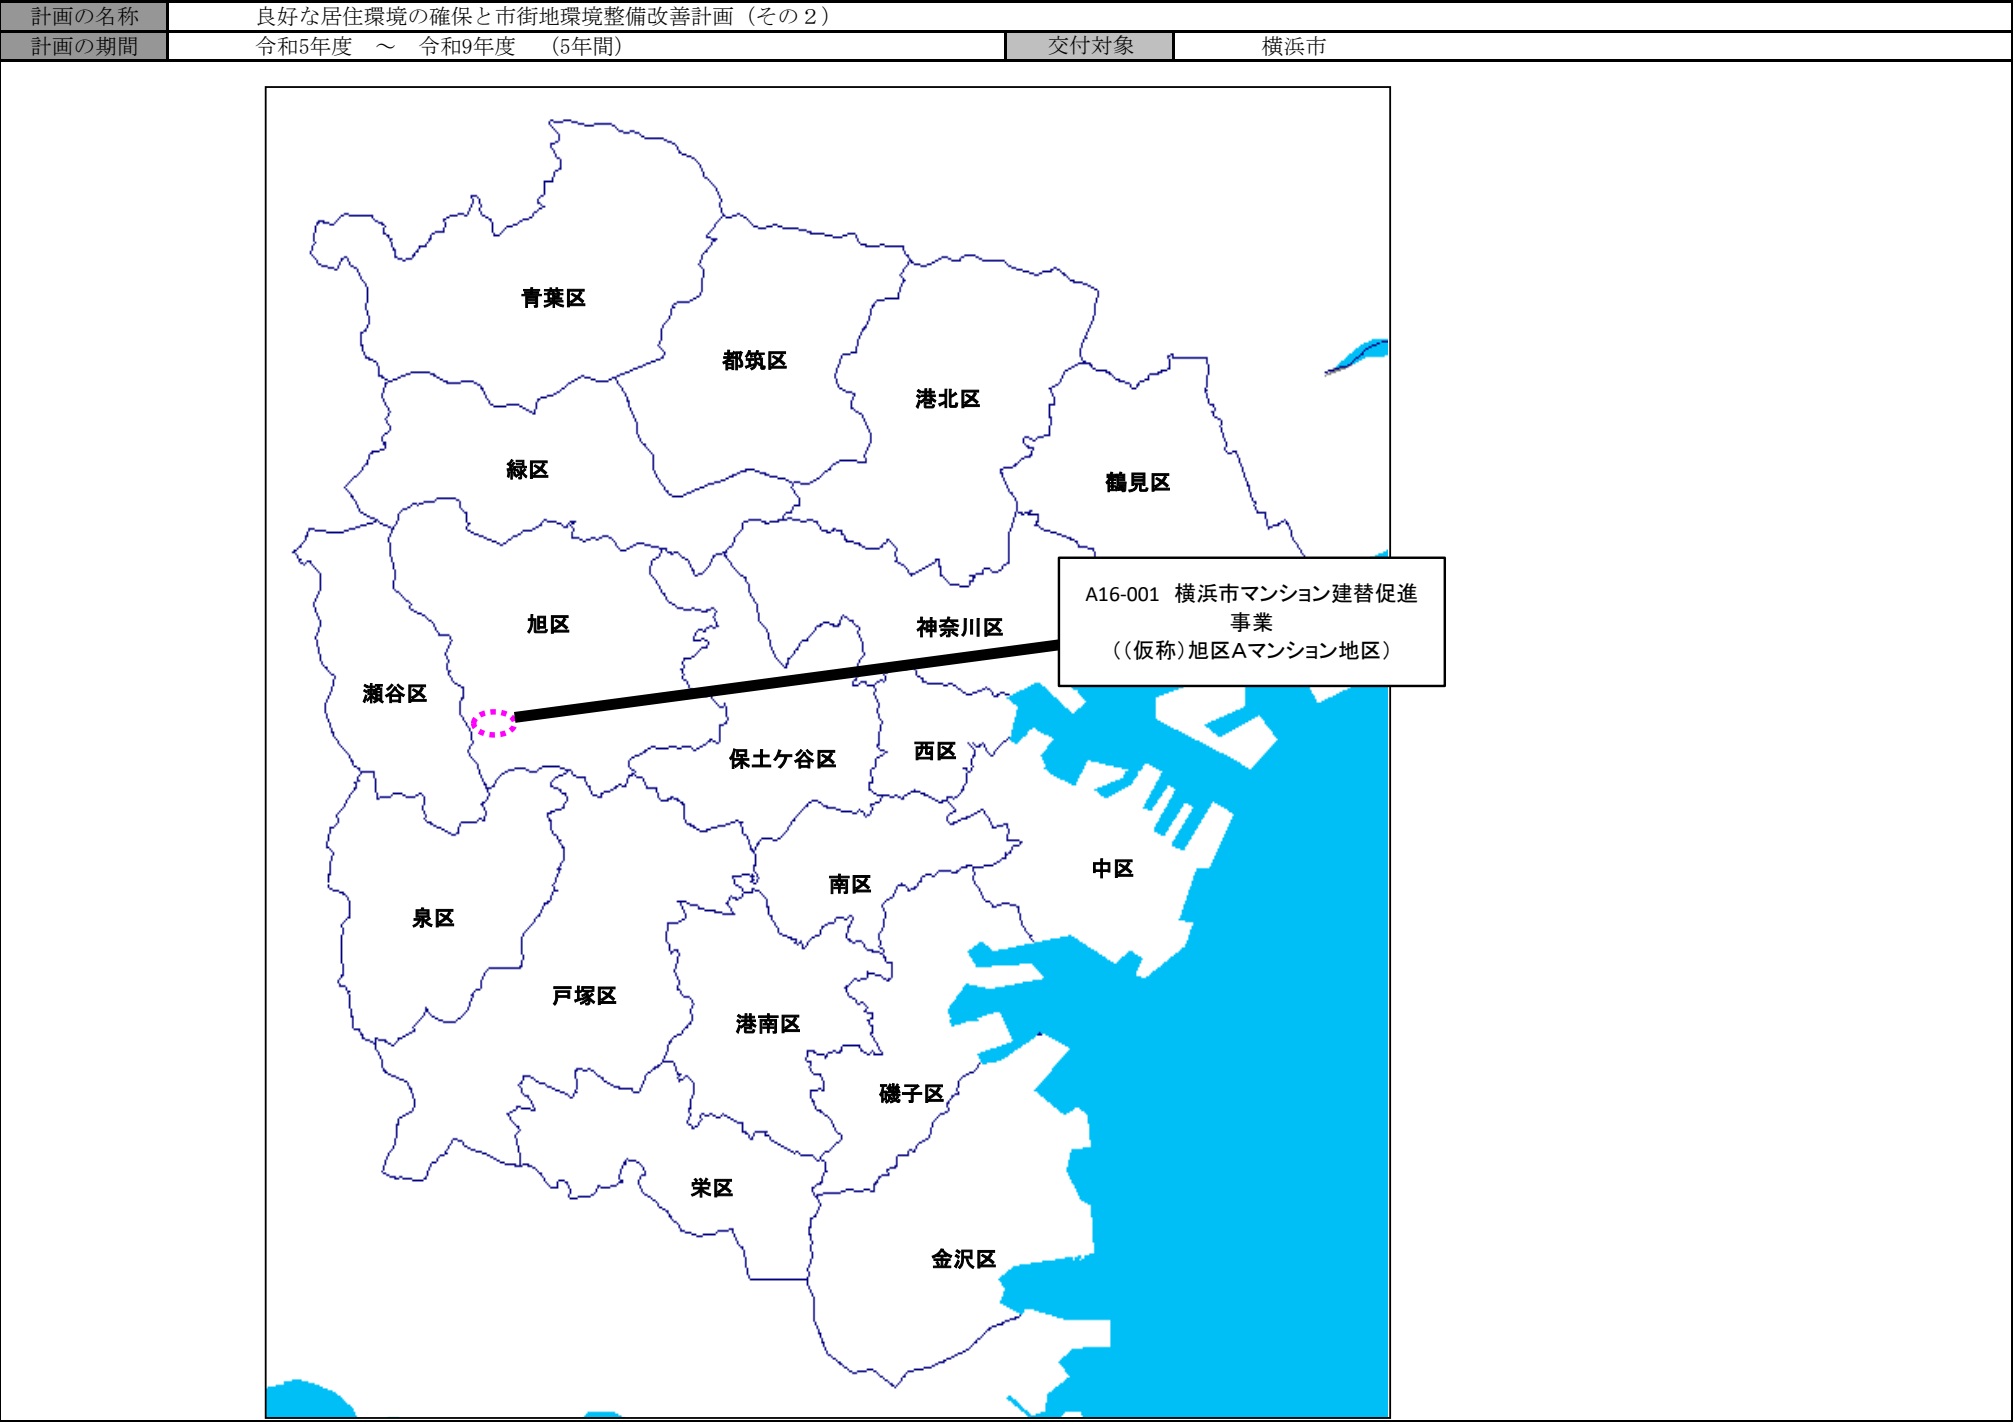 計画の名称 良好な居住環境の確保と市街地環境整備改善計画（その２）
計画の期間 令和5年度 ～ 令和9年度 （5年間） 交付対象 横浜市
青葉区
都筑区
港北区
緑区
鶴見区
A16-001 横浜市マンション建替促進
事業
（（仮称）旭区Aマンション地区）
旭区
神奈川区
瀬谷区
保土ケ谷区
西区
中区
南区
泉区
戸塚区
港南区
磯子区
栄区
金沢区